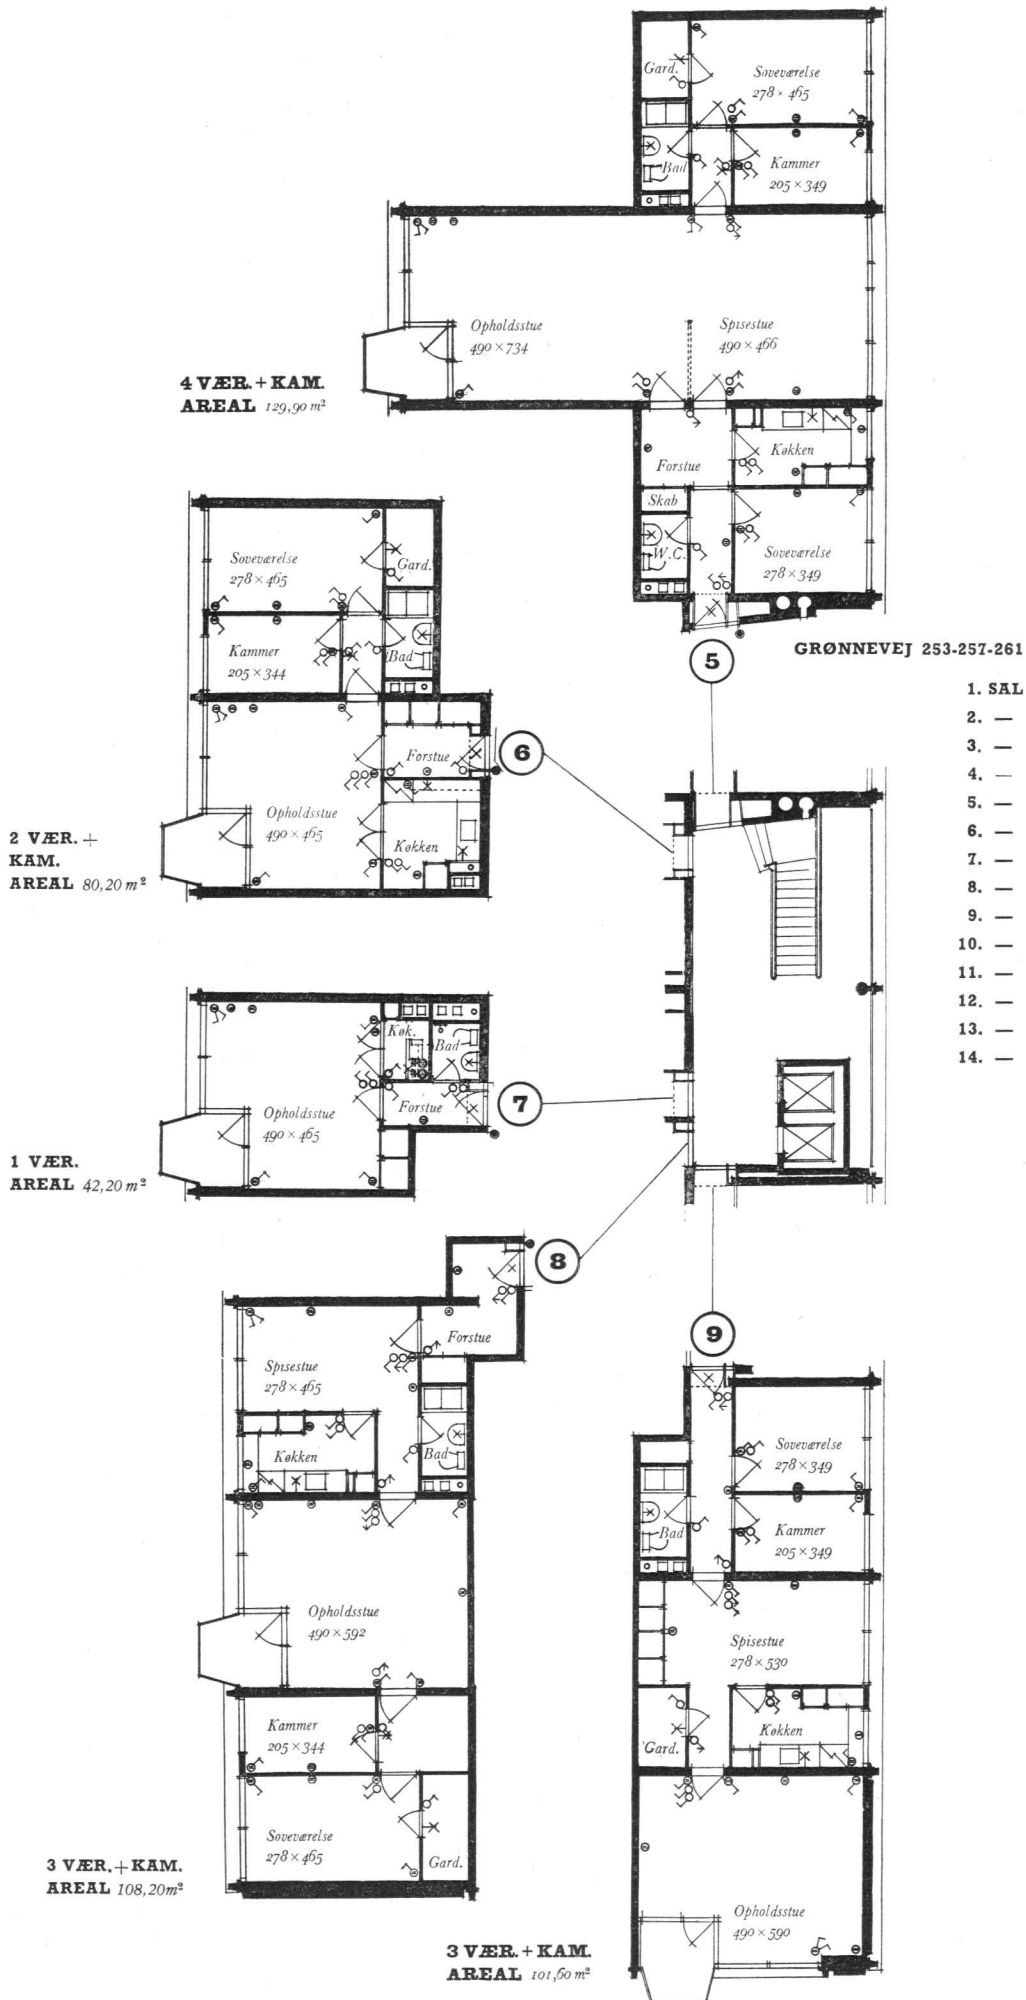 Gard.
Soveværelse
278 × 465
Bad
Kammer
205 × 349
Opholdsstue
490 × 734
Spisestue
490 × 466
4 VÆR. + KAM.
AREAL 129,90 m²
Forstue
Køkken
Skab
W.C.
Soveværelse
278 × 349
5
GRØNNEVEJ 253-257-261
1. SAL
2. —
3. —
4. —
5. —
6. —
7. —
8. —
9. —
10. —
11. —
12. —
13. —
14. —
Soveværelse
278 × 465
Gard.
Kammer
205 × 344
Bad
Forstue
6
Opholdsstue
490 × 465
Køkken
2 VÆR. +
KAM.
AREAL 80,20 m²
Køk.
Bad
Opholdsstue
490 × 465
Forstue
7
1 VÆR.
AREAL 42,20 m²
8
Forstue
Spisestue
278 × 465
Køkken
Bad
Opholdsstue
490 × 592
Kammer
205 × 344
Soveværelse
278 × 465
Gard.
3 VÆR. + KAM.
AREAL 108,20 m²
9
Soveværelse
278 × 349
Bad
Kammer
205 × 349
Spisestue
278 × 530
Gard.
Køkken
Opholdsstue
490 × 590
3 VÆR. + KAM.
AREAL 101,60 m²